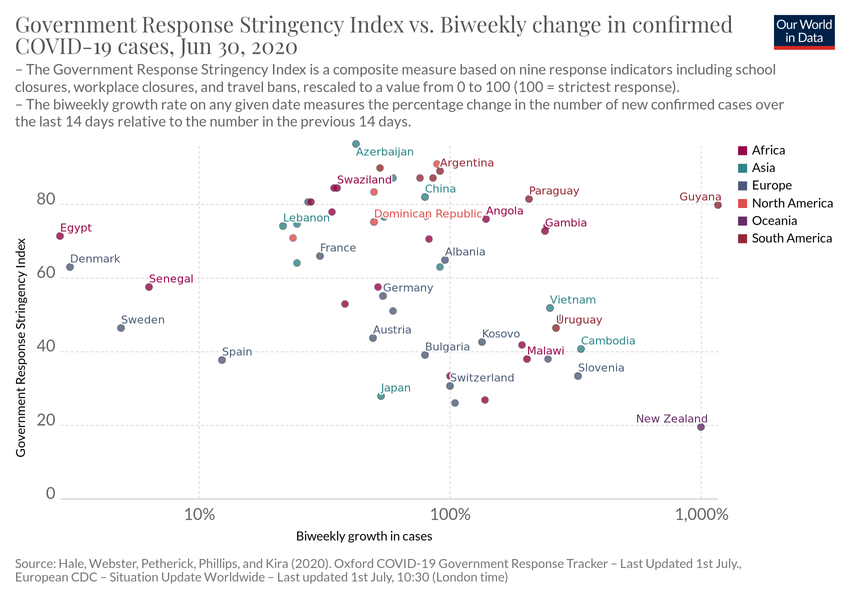 Government Response Stringency Index vs. Biweekly change in confirmed
COVID-19 cases, Jun 30, 2020
Our World
in Data
– The Government Response Stringency Index is a composite measure based on nine response indicators including school
closures, workplace closures, and travel bans, rescaled to a value from 0 to 100 (100 = strictest response).
– The biweekly growth rate on any given date measures the percentage change in the number of new confirmed cases over
the last 14 days relative to the number in the previous 14 days.
Africa
Asia
Europe
North America
Oceania
South America
Azerbaijan
Argentina
Swaziland
China
Paraguay
Guyana
80
Lebanon
Dominican Republic
Angola
Egypt
Gambia
France
Albania
Denmark
60
Senegal
Germany
Vietnam
Sweden
Uruguay
Austria
Kosovo
Cambodia
40
Spain
Bulgaria
Malawi
Switzerland
Slovenia
Japan
20
New Zealand
0
Government Response Stringency Index
10%
100%
1,000%
Biweekly growth in cases
Source: Hale, Webster, Petherick, Phillips, and Kira (2020). Oxford COVID-19 Government Response Tracker – Last Updated 1st July.,
European CDC – Situation Update Worldwide – Last updated 1st July, 10:30 (London time)